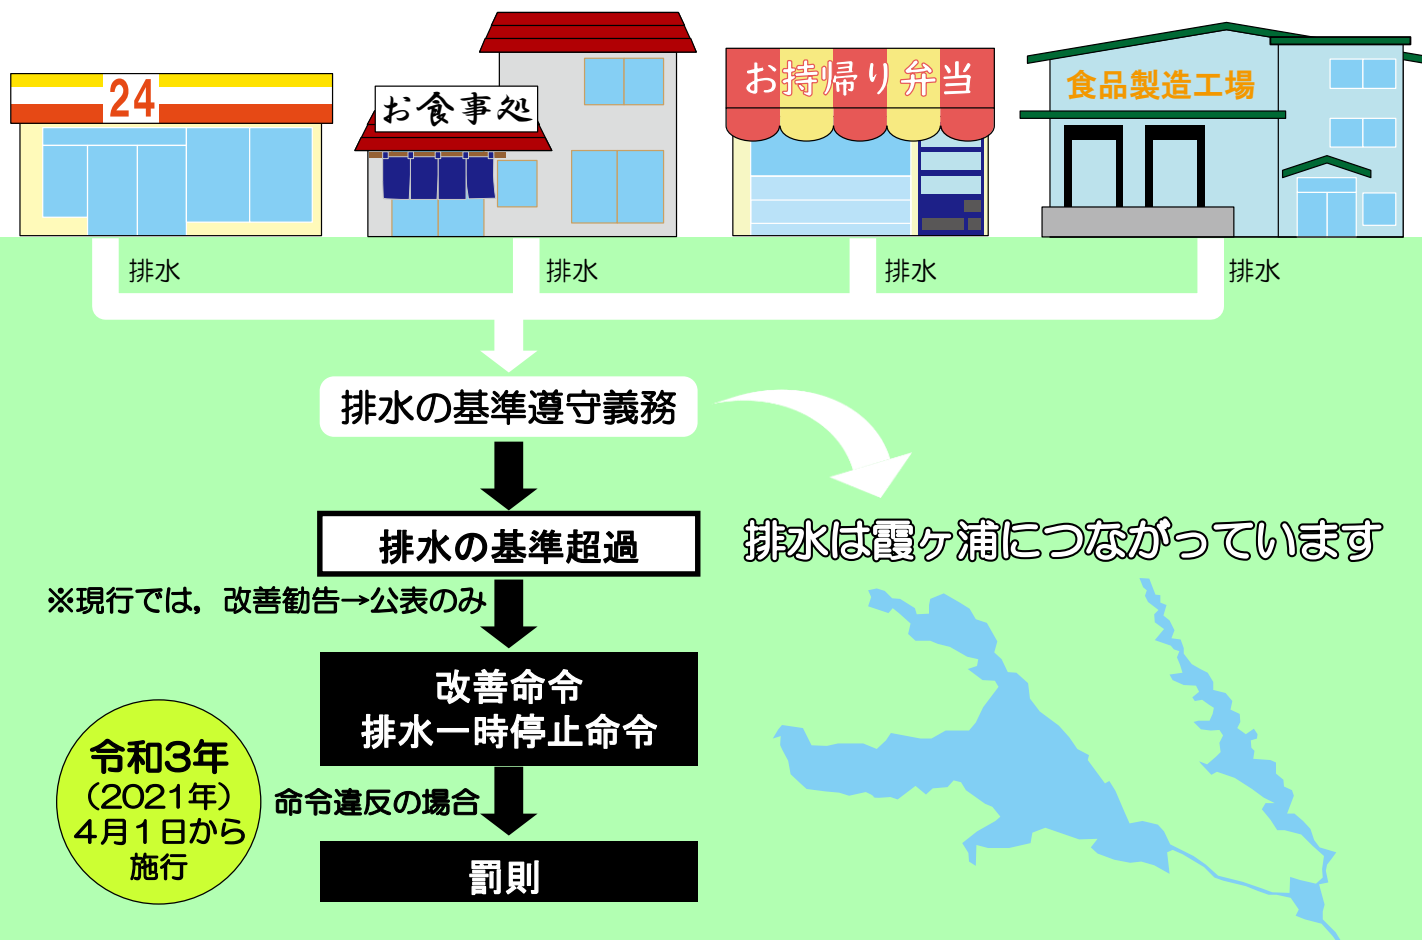 24
お食事処
お持帰り弁当
食品製造工場
排水
排水
排水
排水
排水の基準遵守義務
排水の基準超過
排水は霞ヶ浦につながっています
※現行では，改善勧告→公表のみ
改善命令
排水一時停止命令
令和３年
（2021年）
４月１日から
施行
命令違反の場合
罰則